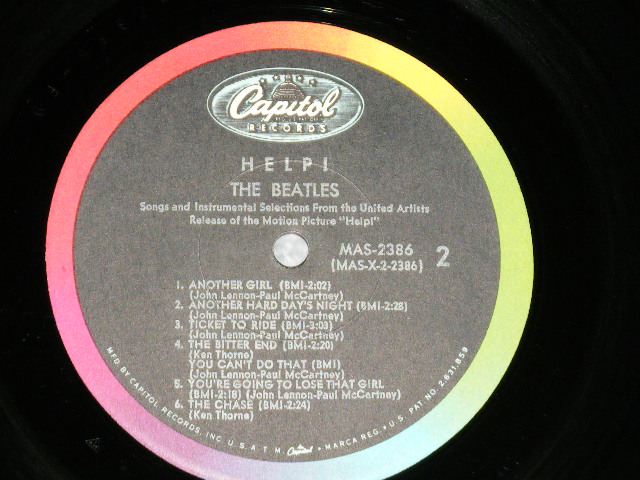 Capitol
RECORDS
HELP!
THE BEATLES
Songs and Instrumental Selections From the United Artists
Release of the Motion Picture "Help!"
MAS-2386
2
(MAS-X-2-2386)
1. ANOTHER GIRL (BMI-2:02)
(John Lennon-Paul McCartney)
2. ANOTHER HARD DAY'S NIGHT (BMI-2:28)
(John Lennon-Paul McCartney)
3. TICKET TO RIDE (BMI-3:03)
(John Lennon-Paul McCartney)
4. THE BITTER END (BMI-2:20)
(Ken Thorne)
YOU CAN'T DO THAT (BMI)
(John Lennon-Paul McCartney)
5. YOU'RE GOING TO LOSE THAT GIRL
(BMI-2:18) (John Lennon-Paul McCartney)
6. THE CHASE (BMI-2:24)
(Ken Thorne)
MFD BY CAPITOL RECORDS, INC U.S.A. T.M. Capitol • MARCA REG. • U.S. PAT NO. 2,631,859